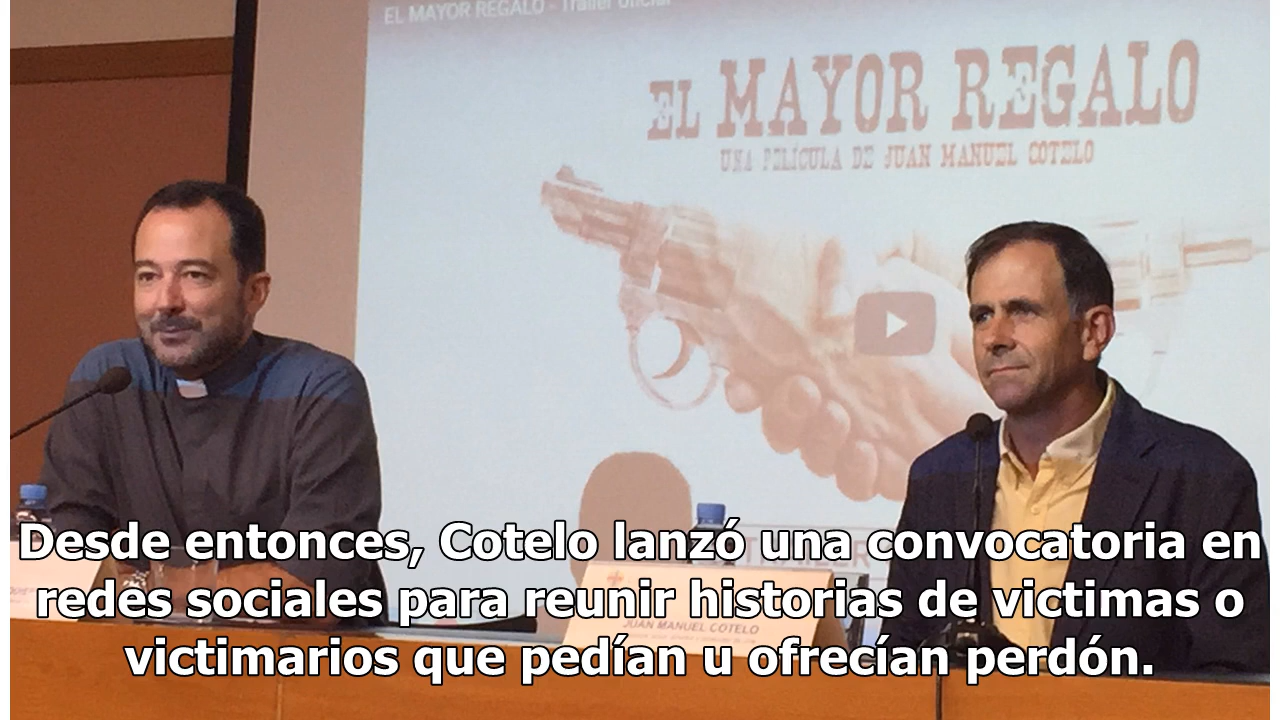 EL MAYOR REGALO - Trailer Oficial
EL MAYOR REGALO
UNA PELÍCULA DE JUAN MANUEL COTELO
JUAN MANUEL COTELO
Desde entonces, Cotelo lanzó una convocatoria en
redes sociales para reunir historias de victimas o
victimarios que pedían u ofrecían perdón.